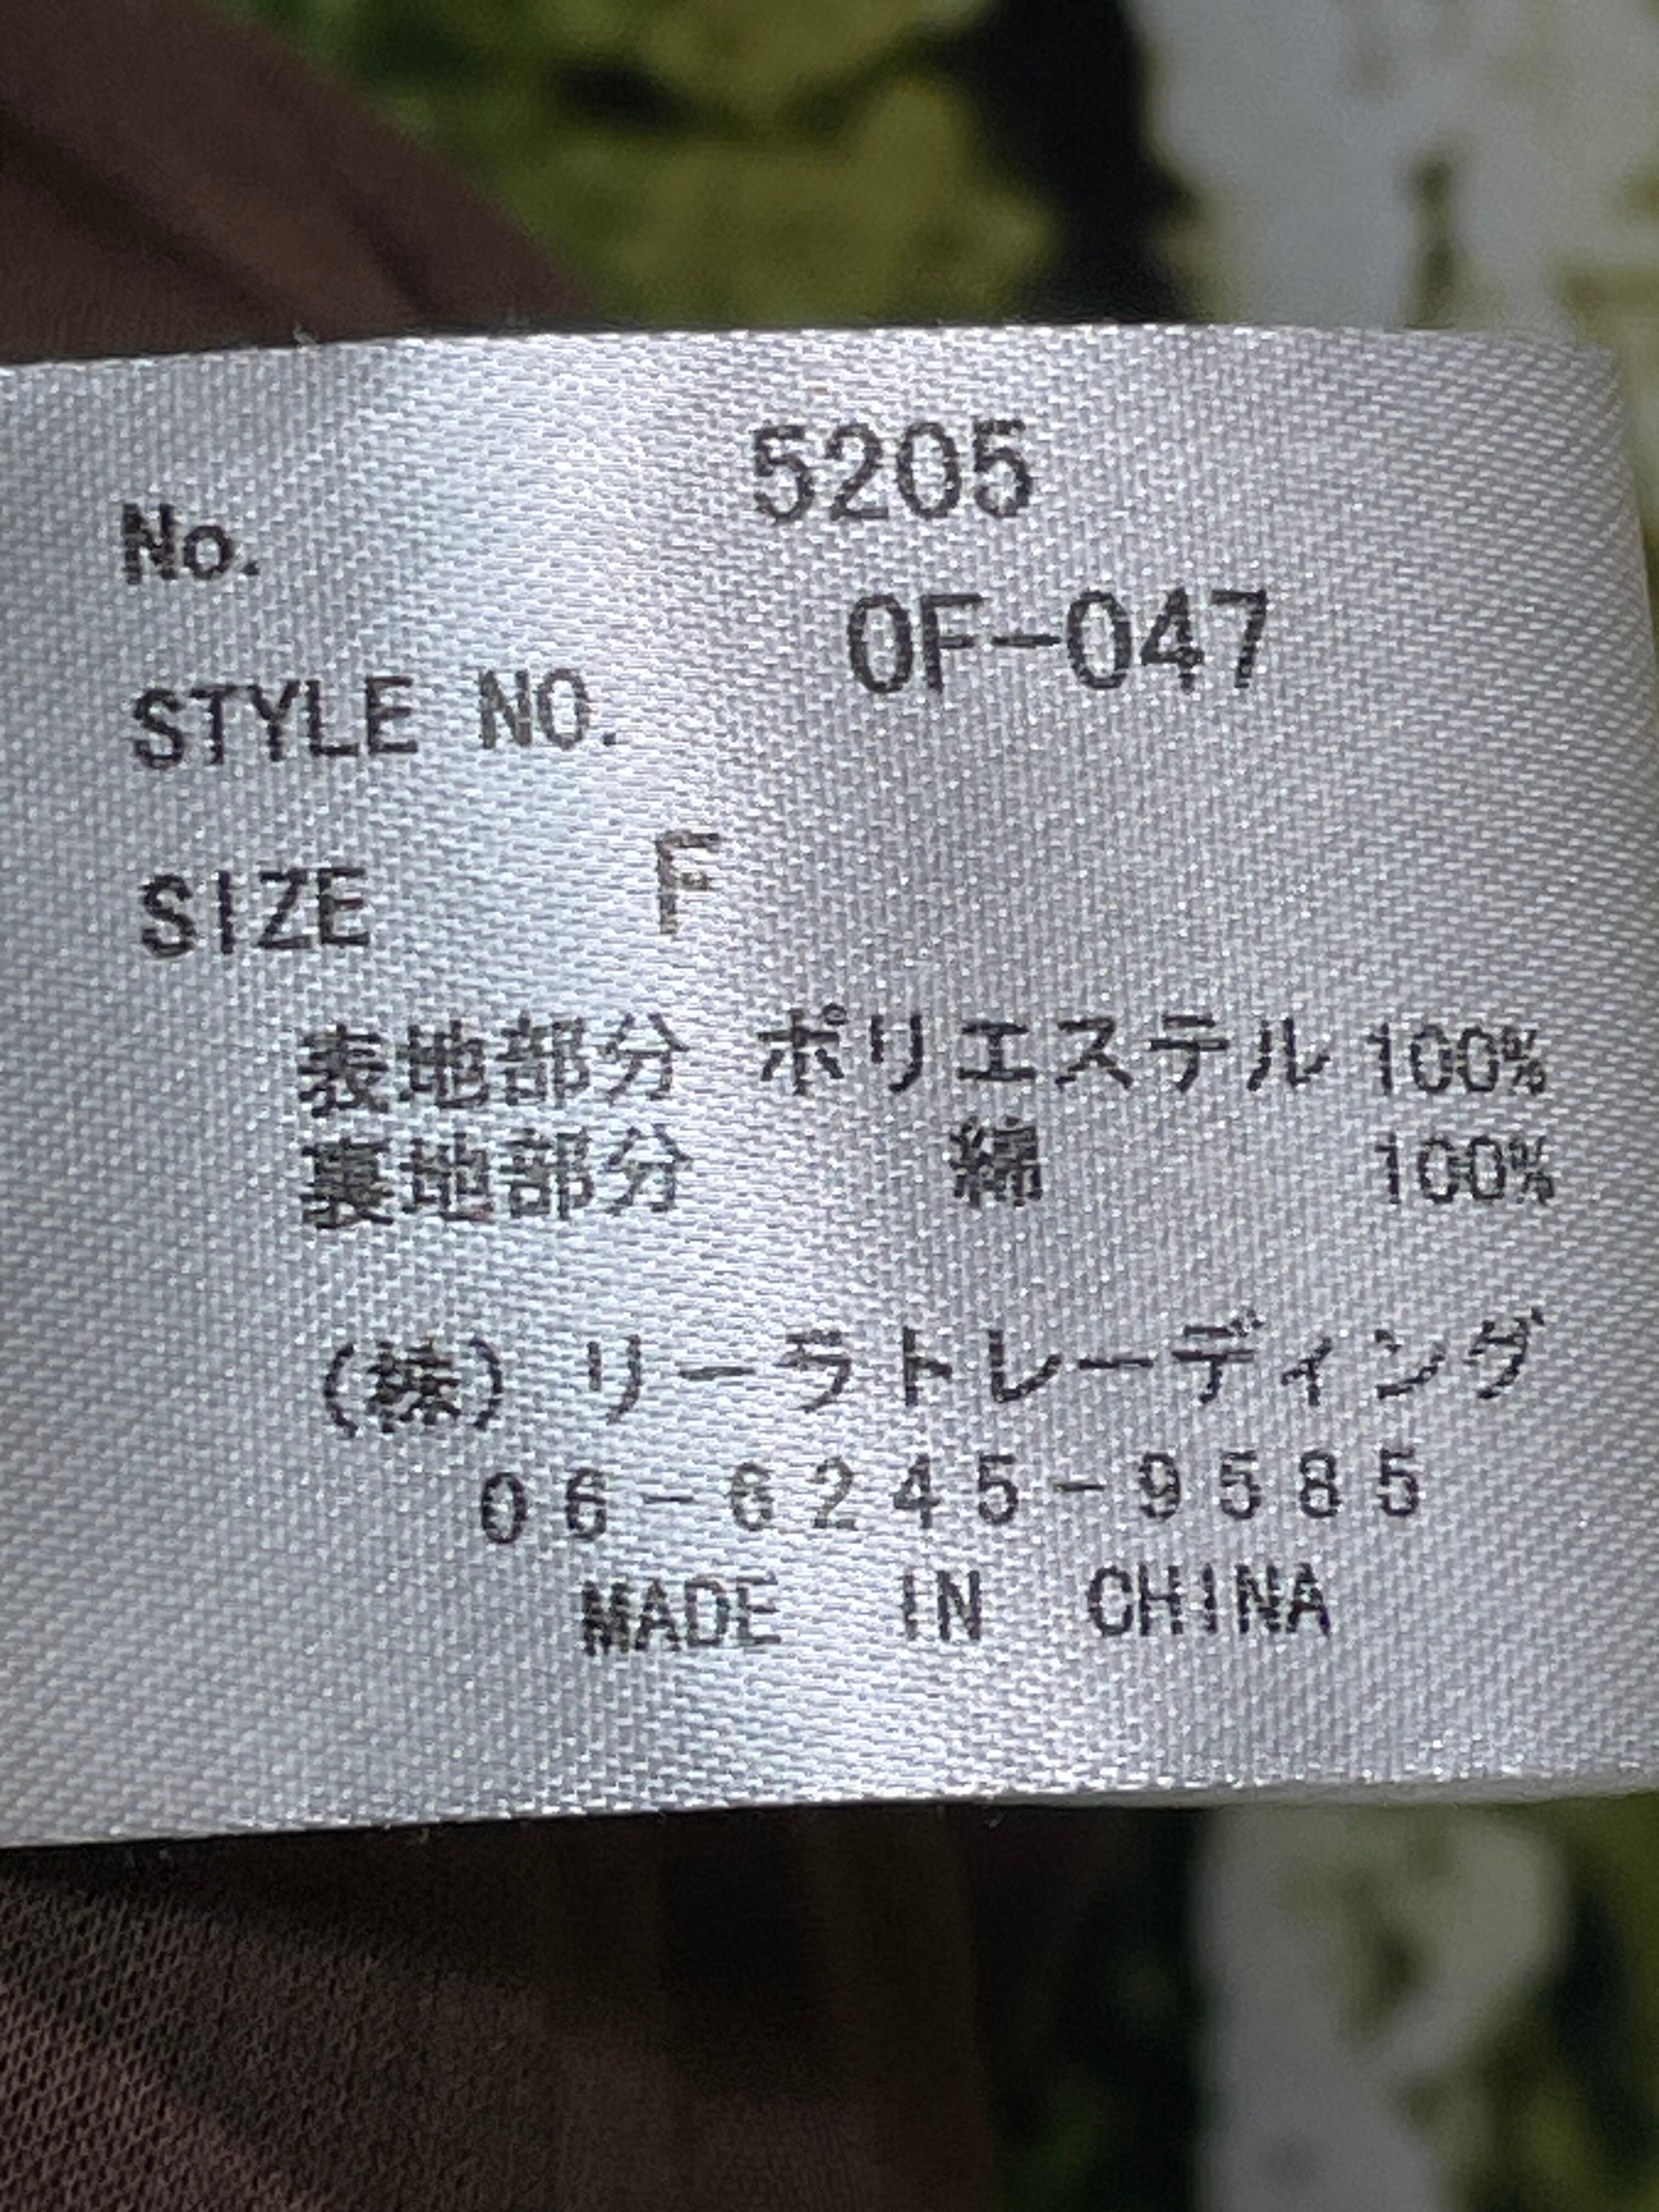 No. 5205
STYLE NO. OF-047
SIZE F
表地部分 ポリエステル 100%
裏地部分 綿 100%
(株) リーラトレーディング
06-6245-9585
MADE IN CHINA